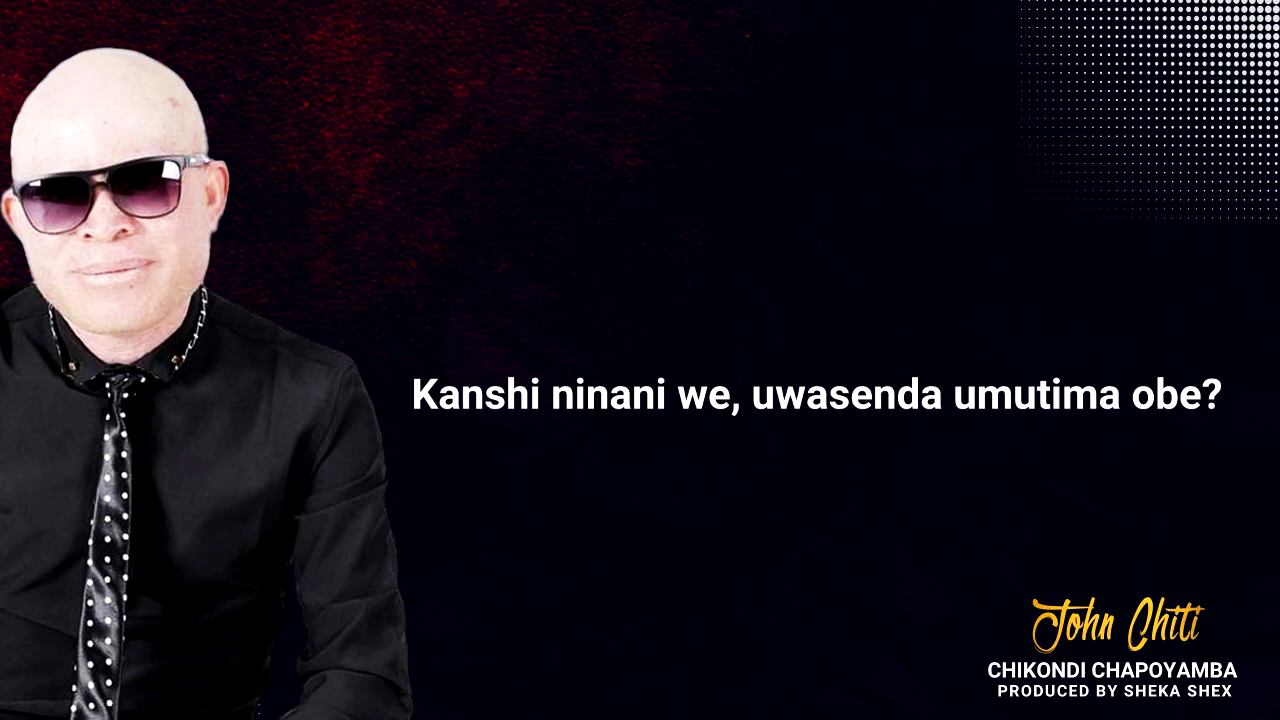 Kanshi ninani we, uwasenda umutima obe?
John Chiti
CHIKONDI CHAPOYAMBA
PRODUCED BY SHEKA SHEX